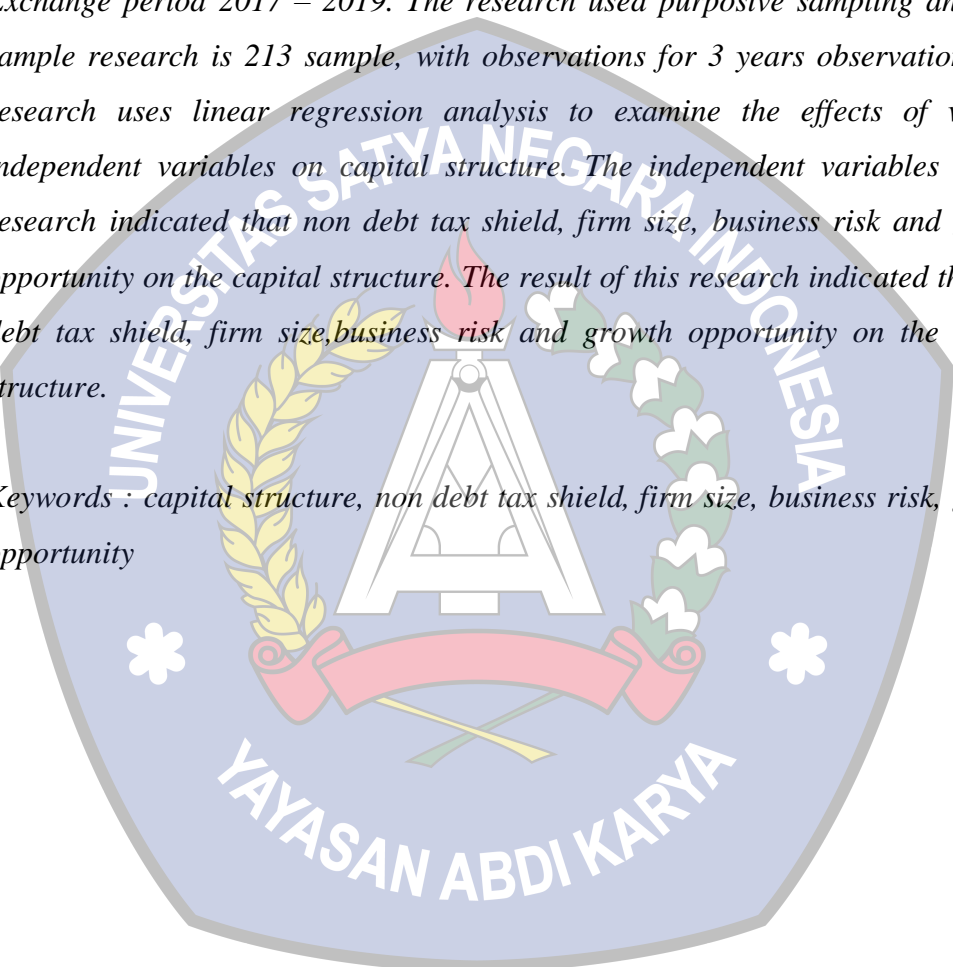 Exchange period 2017 – 2019. The research used purposive sampling
sample research is 213 sample, with observations for 3 years
research uses linear regression analysis to examine the effects of
independent variables on capital structure. The independent variables
research indicated that non debt tax shield, firm size, business risk and
opportunity on the capital structure. The result of this research indicated
debt tax shield, firm size,business risk and growth opportunity on the
structure.
Keywords : capital structure, non debt tax shield, firm size, business risk,
opportunity
UNIVERSITAS SATYA NEGARA INDONESIA
YAYASAN ABDI KARYA